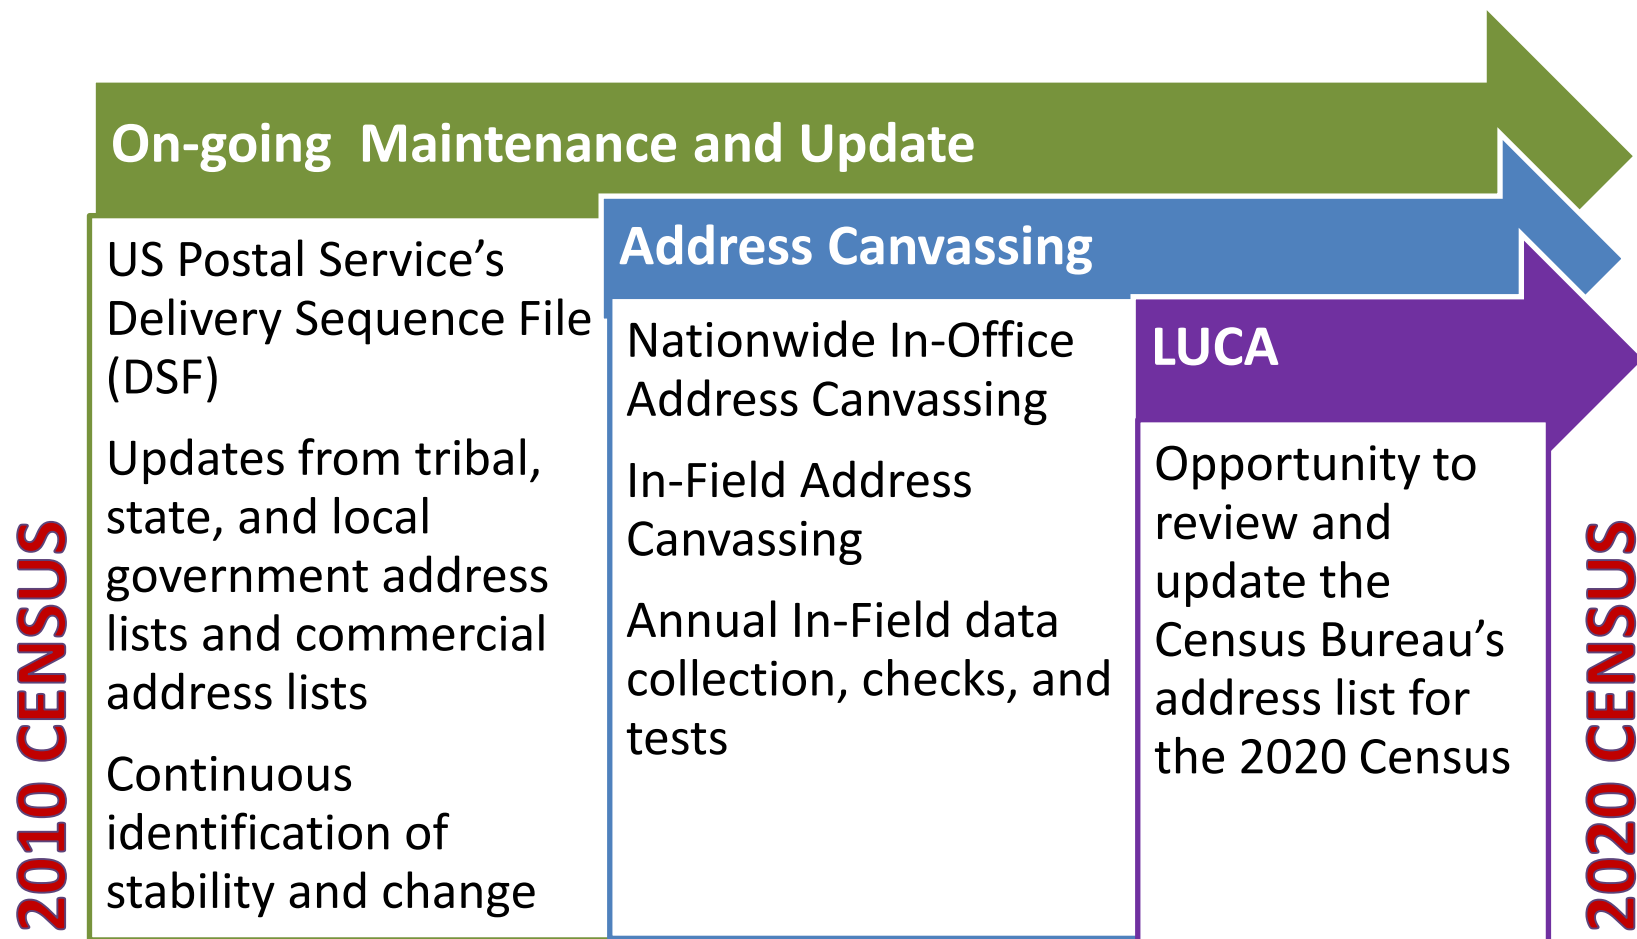 On-going  Maintenance and Update
US Postal Service’s
Delivery Sequence File
(DSF)
Updates from tribal,
state, and local
government address
lists and commercial
address lists
Continuous
identification of
stability and change
Address Canvassing
Nationwide In-Office
Address Canvassing
In-Field Address
Canvassing
Annual In-Field data
collection, checks, and
tests
LUCA
Opportunity to
review and
update the
Census Bureau’s
address list for
the 2020 Census
2010 CENSUS
2020 CENSUS